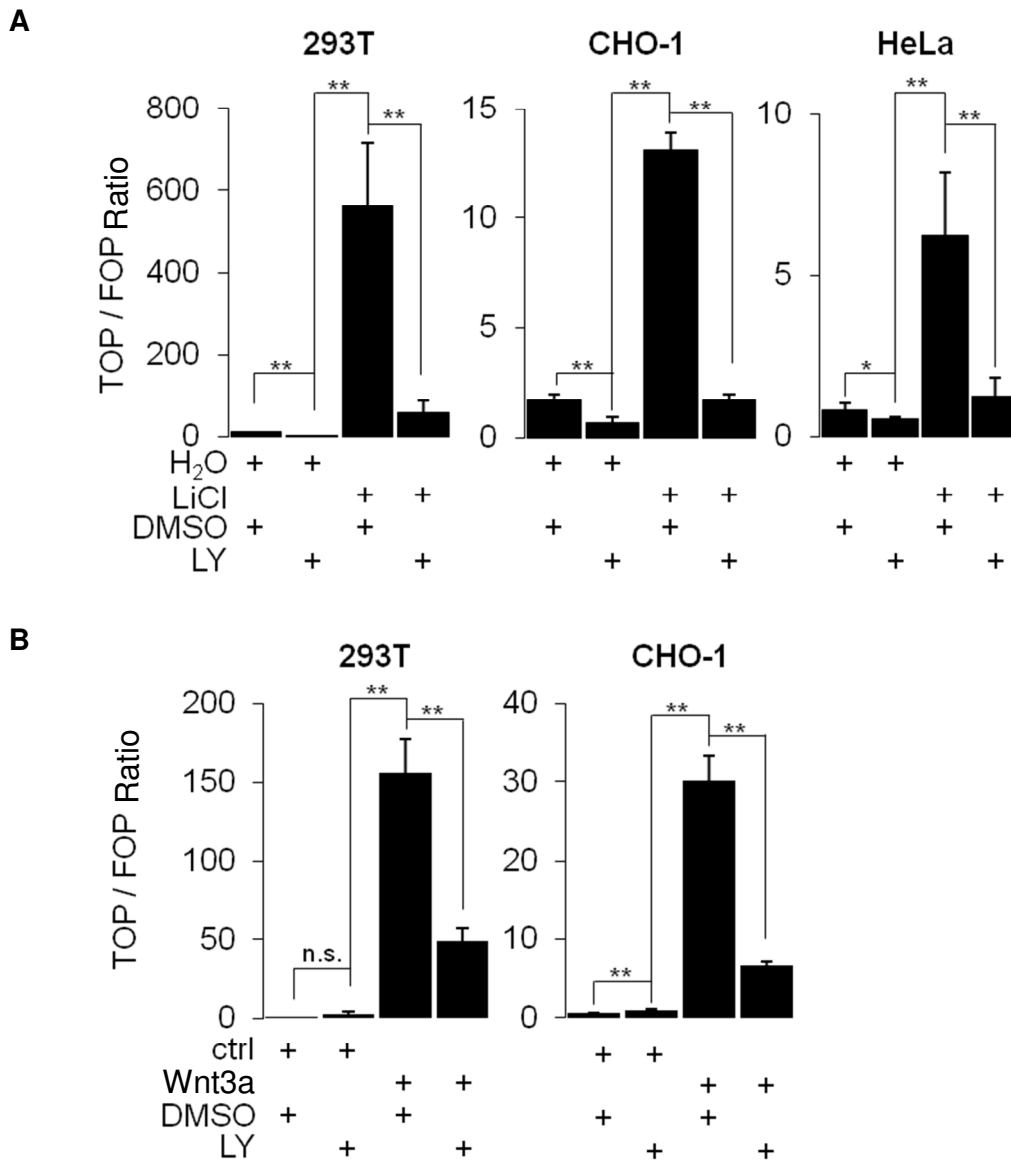 A
293T CHO-1 HeLa
** ** ** ** ** **
800 15 10
600
400 10 5
200 5
** ** *
0 0 0
TOP / FOP Ratio
H₂O + + + + + +
LiCl + + + + + +
DMSO + + + + + +
LY + + + + + +
B
293T CHO-1
** ** ** **
200 40
150 30
100 20
50 10
n.s. **
0 0
TOP / FOP Ratio
ctrl + + + +
Wnt3a + + + +
DMSO + + + +
LY + + + +